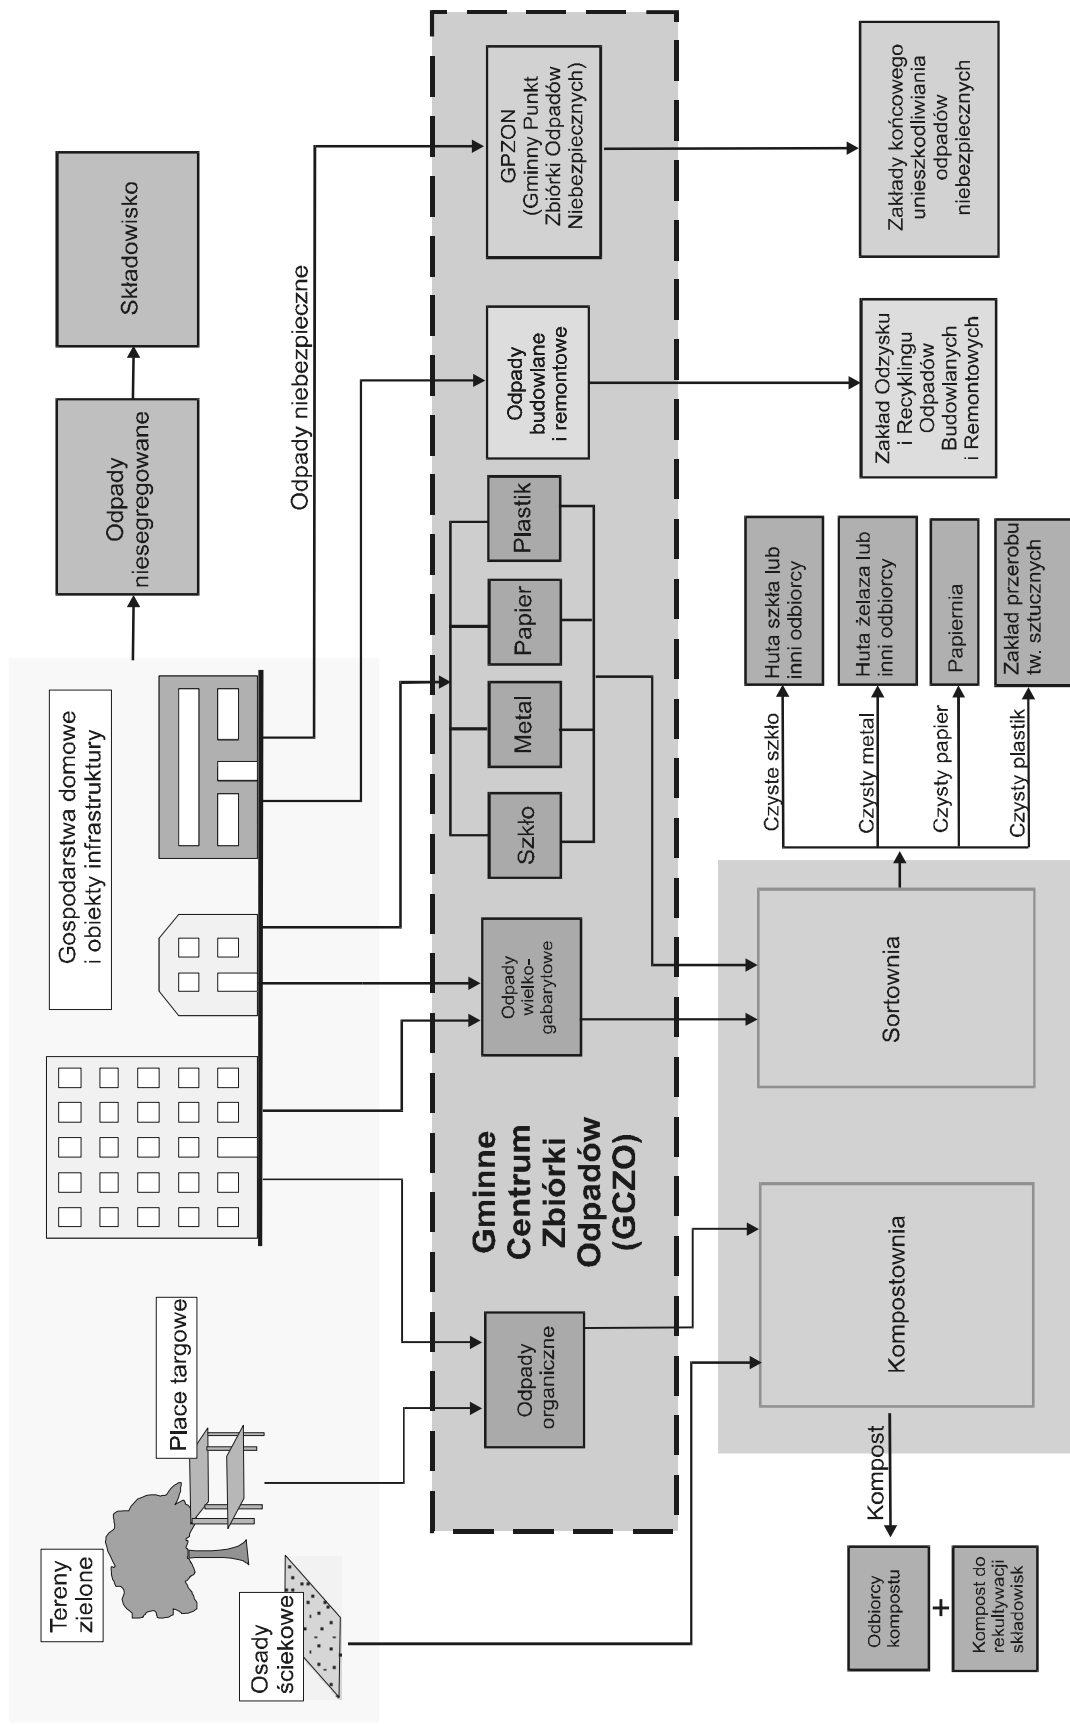 Tereny
zielone
Place targowe
Osady
ściekowe
Gospodarstwa domowe
i obiekty infrastruktury
Odpady
niesegregowane
Składowisko
Odpady niebezpieczne
Gminne
Centrum
Zbiórki
Odpadów
(GCZO)
Odpady
organiczne
Odpady
wielko-
gabarytowe
Szkło
Metal
Papier
Plastik
Odpady
budowlane
i remontowe
GPZON
(Gminny Punkt
Zbiórki Odpadów
Niebezpiecznych)
Kompostownia
Sortownia
Kompost
Odbiorcy
kompostu
+
Kompost do
rekultywacji
składowisk
Czyste szkło
Czysty metal
Czysty papier
Czysty plastik
Huta szkła lub
inni odbiorcy
Huta żelaza lub
inni odbiorcy
Papiernia
Zakład przerobu
tw. sztucznych
Zakład Odzysku
i Recyklingu
Odpadów
Budowlanych
i Remontowych
Zakłady końcowego
unieszkodliwiania
odpadów
niebezpiecznych